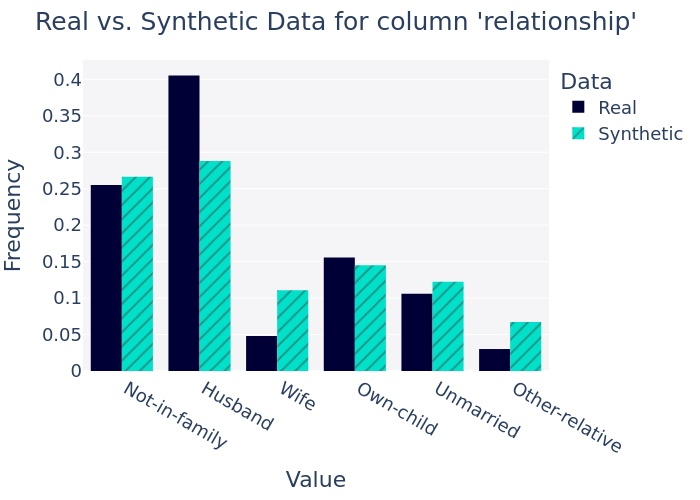 Real vs. Synthetic Data for column 'relationship'
Data
Real
Synthetic
Frequency
0.4
0.35
0.3
0.25
0.2
0.15
0.1
0.05
0
Not-in-family
Husband
Wife
Own-child
Unmarried
Other-relative
Value